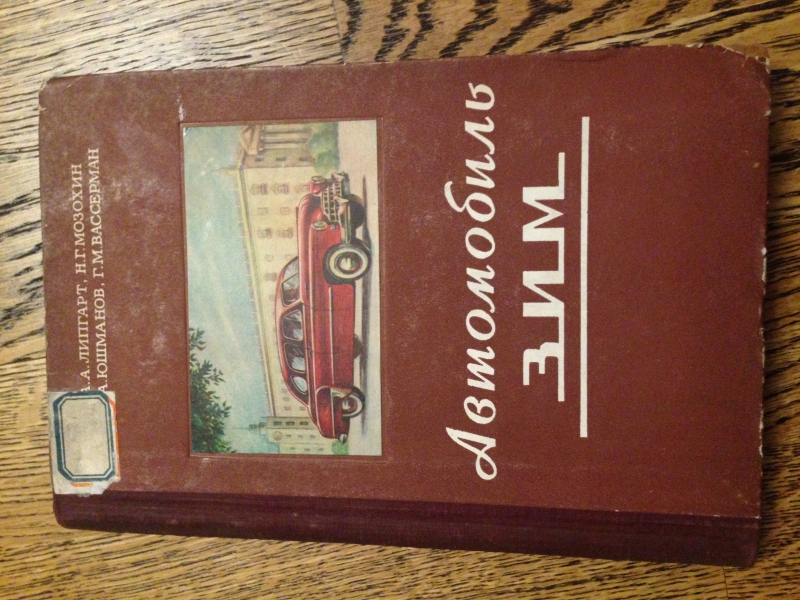 А. А. ЛИПГАРТ, Н. Г. МОЗОХИН
А. ЮШМАНОВ, Г. М. ВАССЕРМАН
Автомобиль
ЗИМ